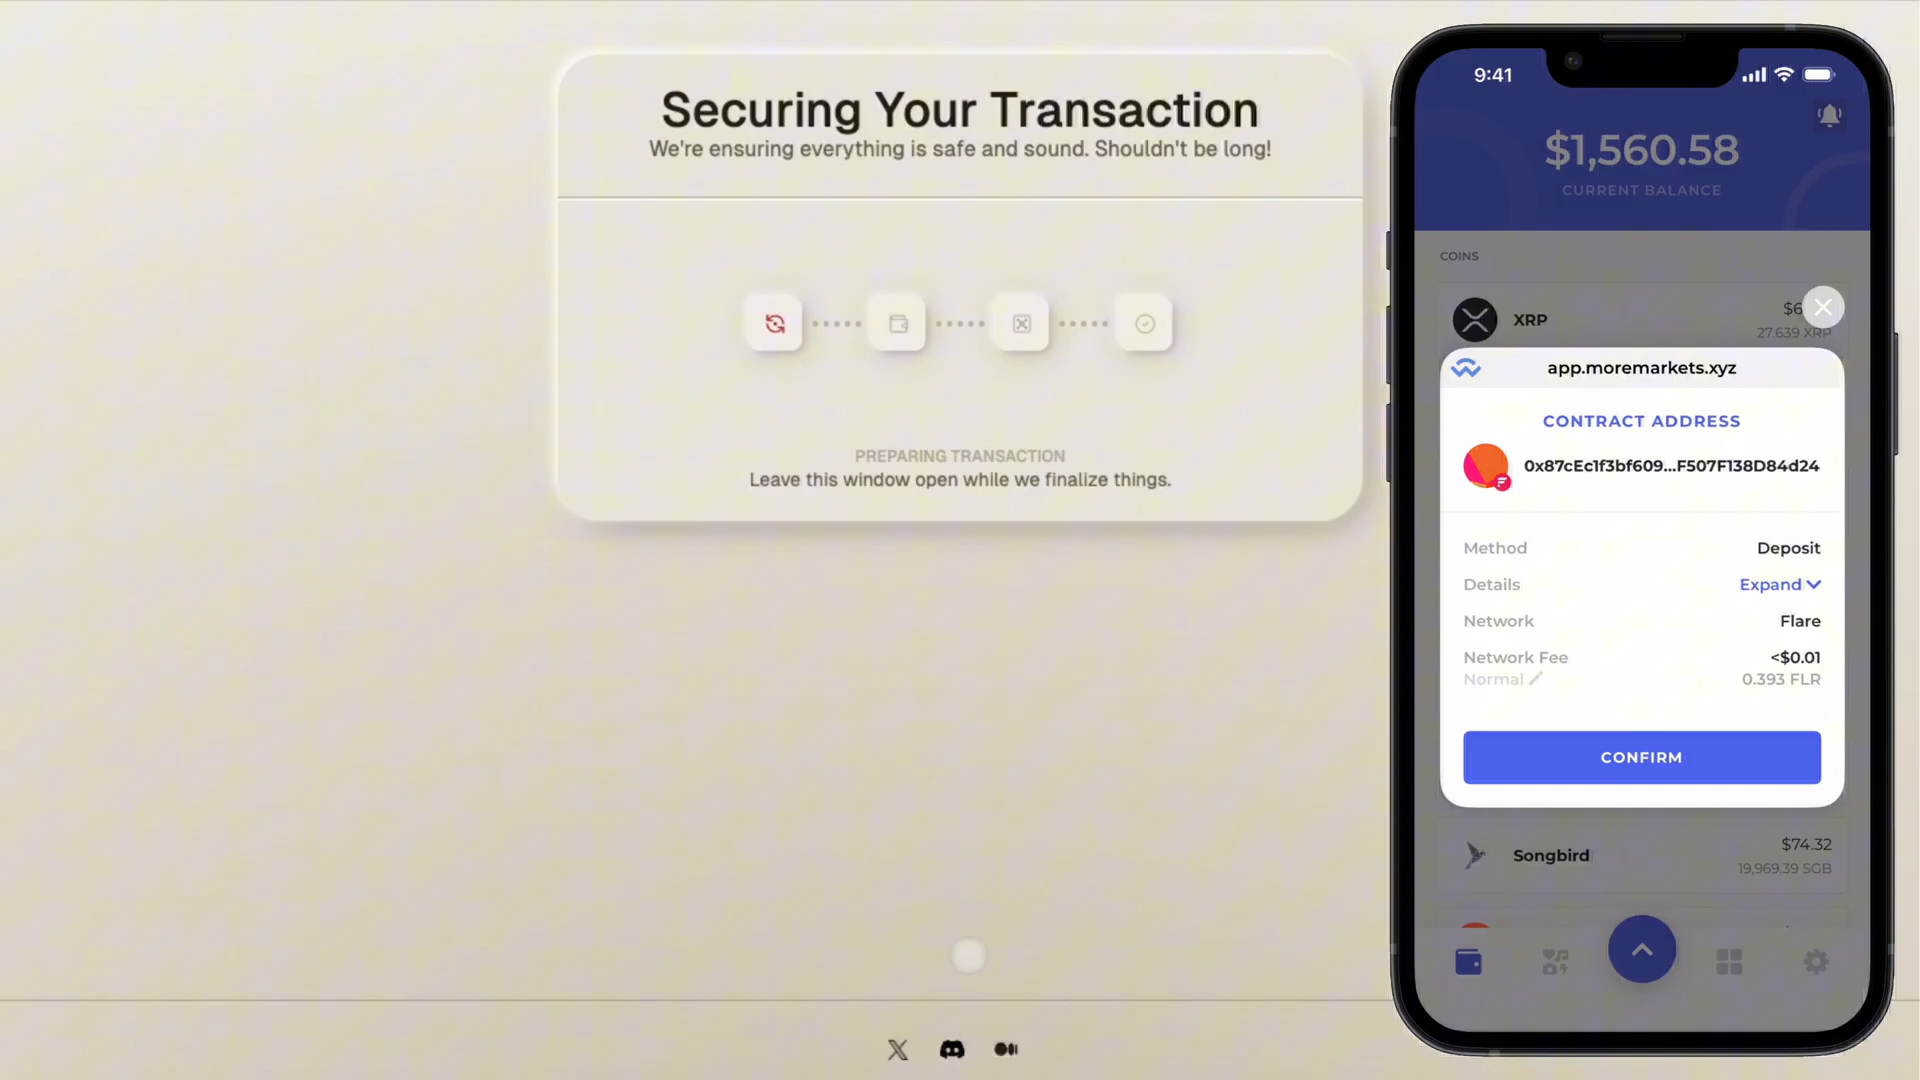 Securing Your Transaction
We're ensuring everything is safe and sound. Shouldn't be long!
PREPARING TRANSACTION
Leave this window open while we finalize things.
9:41
$1,560.58
CURRENT BALANCE
COINS
XRP
27.639 XRP
app.moremarkets.xyz
CONTRACT ADDRESS
0x87cEc1f3bf609...F507F138D84d24
Method Deposit
Details Expand
Network Flare
Network Fee <$0.01
Normal 0.393 FLR
CONFIRM
Songbird $74.32
19,969.39 SGB